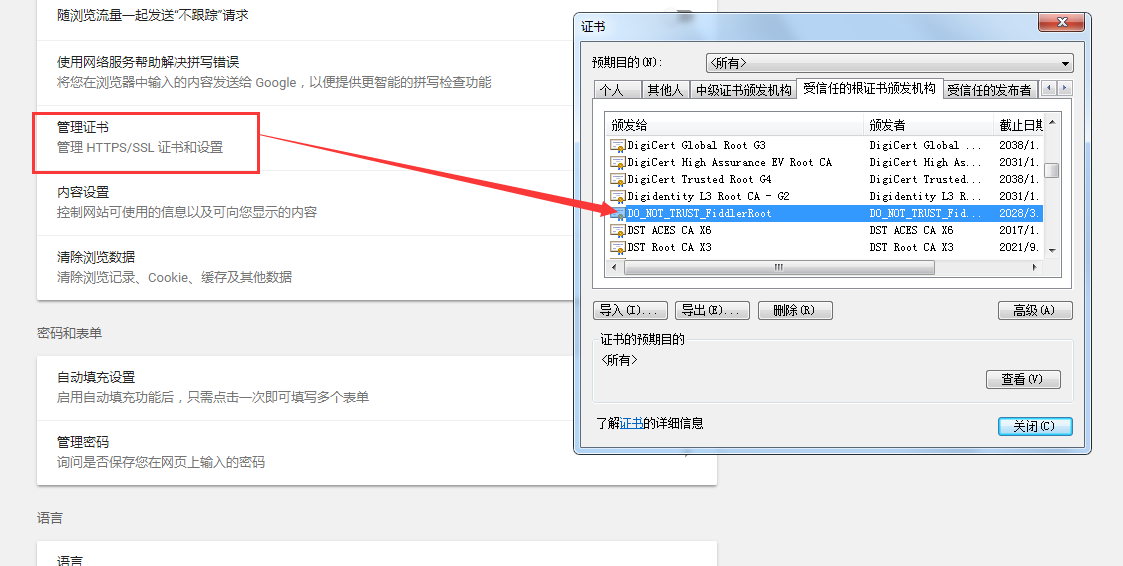 随浏览流量一起发送“不跟踪”请求
使用网络服务帮助解决拼写错误
将您在浏览器中输入的内容发送给 Google，以便提供更智能的拼写检查功能
管理证书
管理 HTTPS/SSL 证书和设置
内容设置
控制网站可使用的信息以及可向您显示的内容
清除浏览数据
清除浏览记录、Cookie、缓存及其他数据
密码和表单
自动填充设置
启用自动填充功能后，只需点击一次即可填写多个表单
管理密码
询问是否保存您在网页上输入的密码
语言
语言
证书
预期目的(N): <所有>
个人 其他人 中级证书颁发机构 受信任的根证书颁发机构 受信任的发布者
颁发给 颁发者 截止日期
DigiCert Global Root G3 DigiCert Global ... 2038/1.
DigiCert High Assurance EV Root CA DigiCert High As... 2031/1.
DigiCert Trusted Root G4 DigiCert Trusted... 2038/1.
Digidentity L3 Root CA - G2 Digidentity L3 R... 2031/1.
DO_NOT_TRUST_FiddlerRoot DO_NOT_TRUST_Fid... 2028/3.
DST ACES CA X6 DST ACES CA X6 2017/1.
DST Root CA X3 DST Root CA X3 2021/9.
导入(I)... 导出(E)... 删除(R) 高级(A)
证书的预期目的
<所有>
查看(V)
了解证书的详细信息
关闭(C)